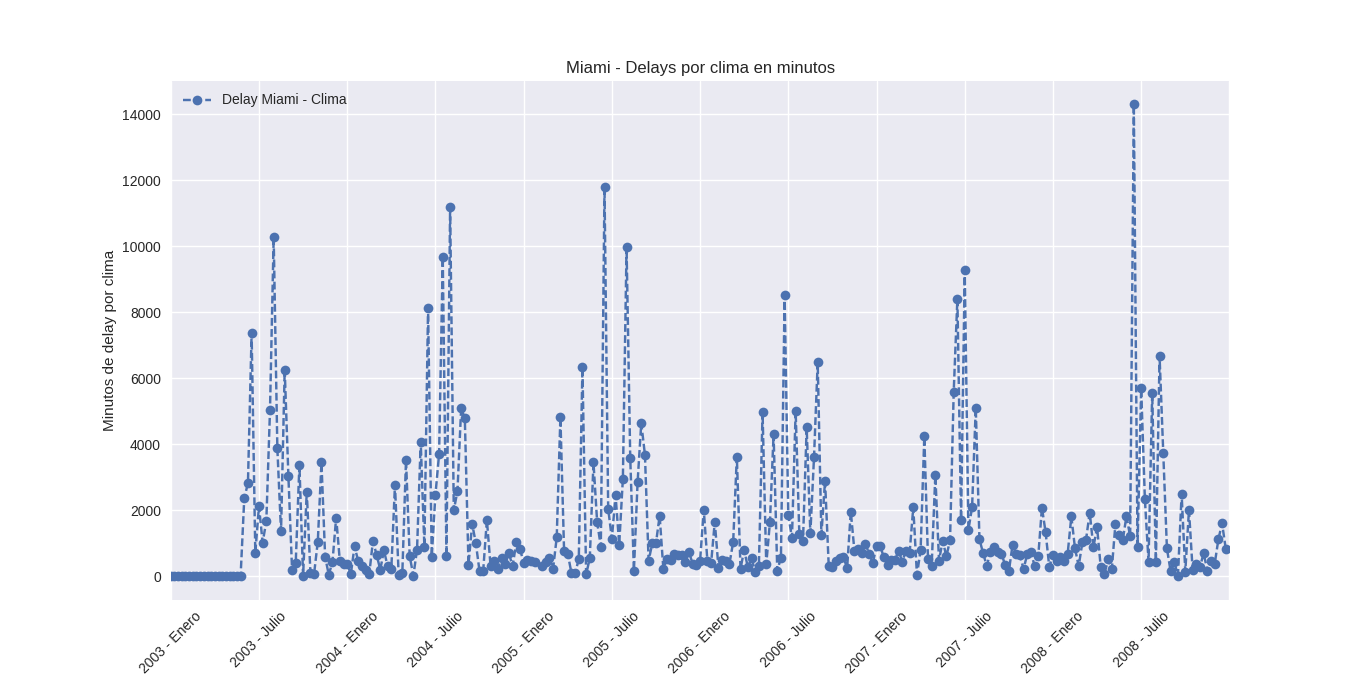 Miami - Delays por clima en minutos
Delay Miami - Clima
Minutos de delay por clima
14000
12000
10000
8000
6000
4000
2000
0
2003 - Enero
2003 - Julio
2004 - Enero
2004 - Julio
2005 - Enero
2005 - Julio
2006 - Enero
2006 - Julio
2007 - Enero
2007 - Julio
2008 - Enero
2008 - Julio